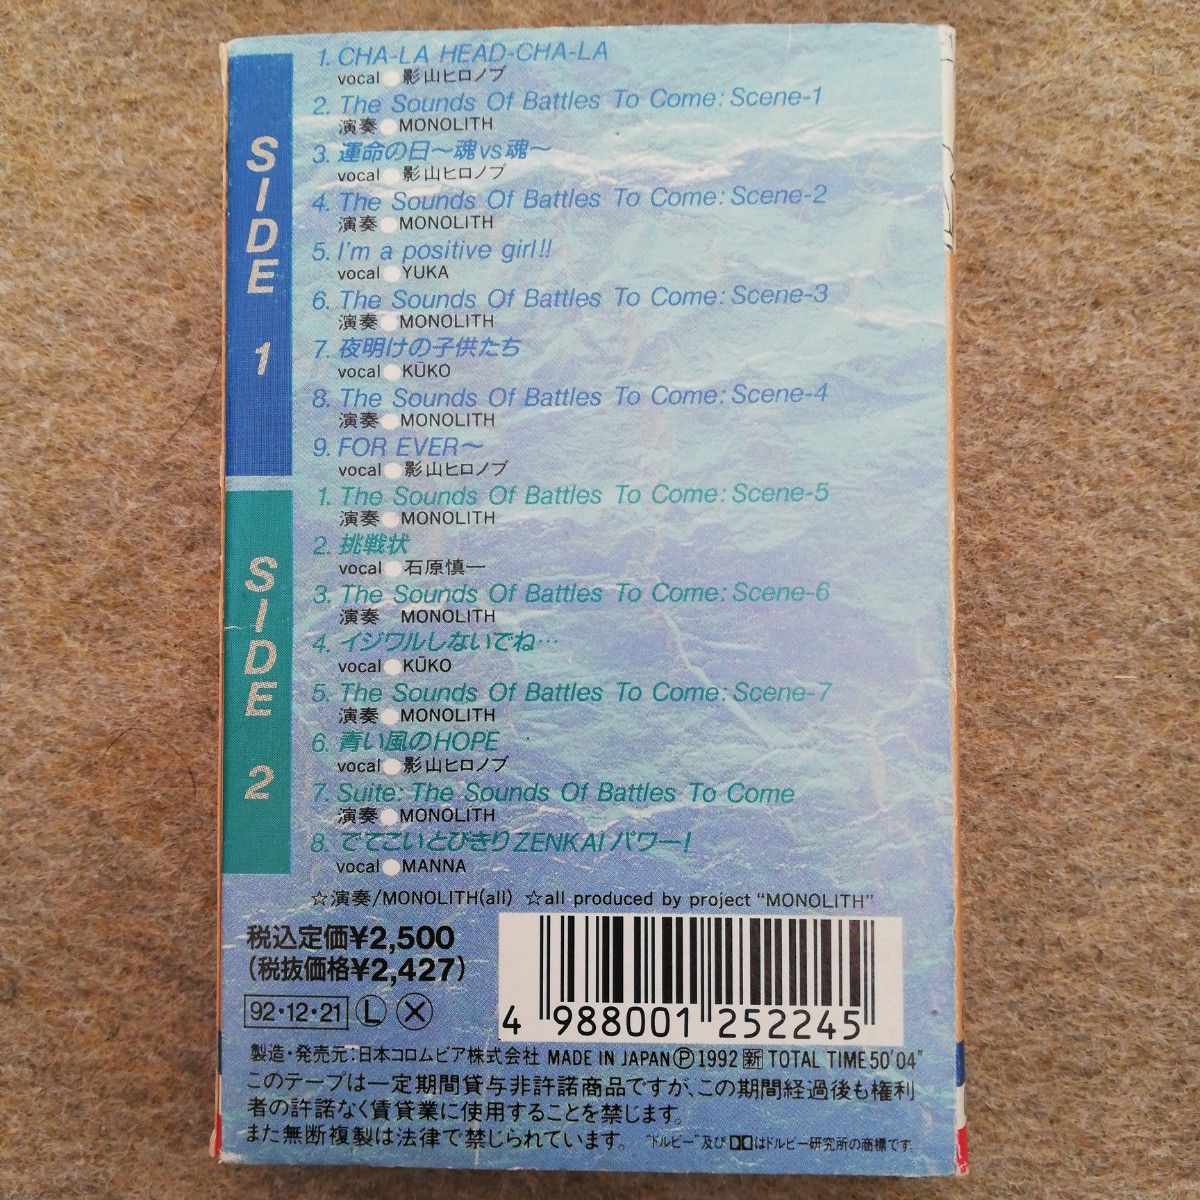 SIDE 1
1. CHA-LA HEAD-CHA-LA
vocal●影山ヒロノブ
2. The Sounds Of Battles To Come: Scene-1
演奏●MONOLITH
3. 運命の日〜魂vs魂〜
vocal●影山ヒロノブ
4. The Sounds Of Battles To Come: Scene-2
演奏●MONOLITH
5. I'm a positive girl!!
vocal●YUKA
6. The Sounds Of Battles To Come: Scene-3
演奏●MONOLITH
7. 夜明けの子供たち
vocal●KŪKO
8. The Sounds Of Battles To Come: Scene-4
演奏●MONOLITH
9. FOR EVER〜
vocal●影山ヒロノブ
SIDE 2
1. The Sounds Of Battles To Come: Scene-5
演奏●MONOLITH
2. 挑戦状
vocal●石原慎一
3. The Sounds Of Battles To Come: Scene-6
演奏 MONOLITH
4. イジワルしないでね…
vocal●KŪKO
5. The Sounds Of Battles To Come: Scene-7
演奏●MONOLITH
6. 青い風のHOPE
vocal●影山ヒロノブ
7. Suite: The Sounds Of Battles To Come
演奏●MONOLITH
8. でてこいとびきりZENKAIパワー!
vocal●MANNA
☆演奏/MONOLITH(all) ☆all produced by project "MONOLITH"
税込定価¥2,500
(税抜価格¥2,427)
92・12・21 Ⓛ Ⓧ
4 988001 252245
製造・発売元:日本コロムビア株式会社 MADE IN JAPAN Ⓟ1992 新 TOTAL TIME 50'04"
このテープは一定期間貸与非許諾商品ですが、この期間経過後も権利
者の許諾なく賃貸業に使用することを禁じます。
また無断複製は法律で禁じられています。 "ドルビー"及び はドルビー研究所の商標です。